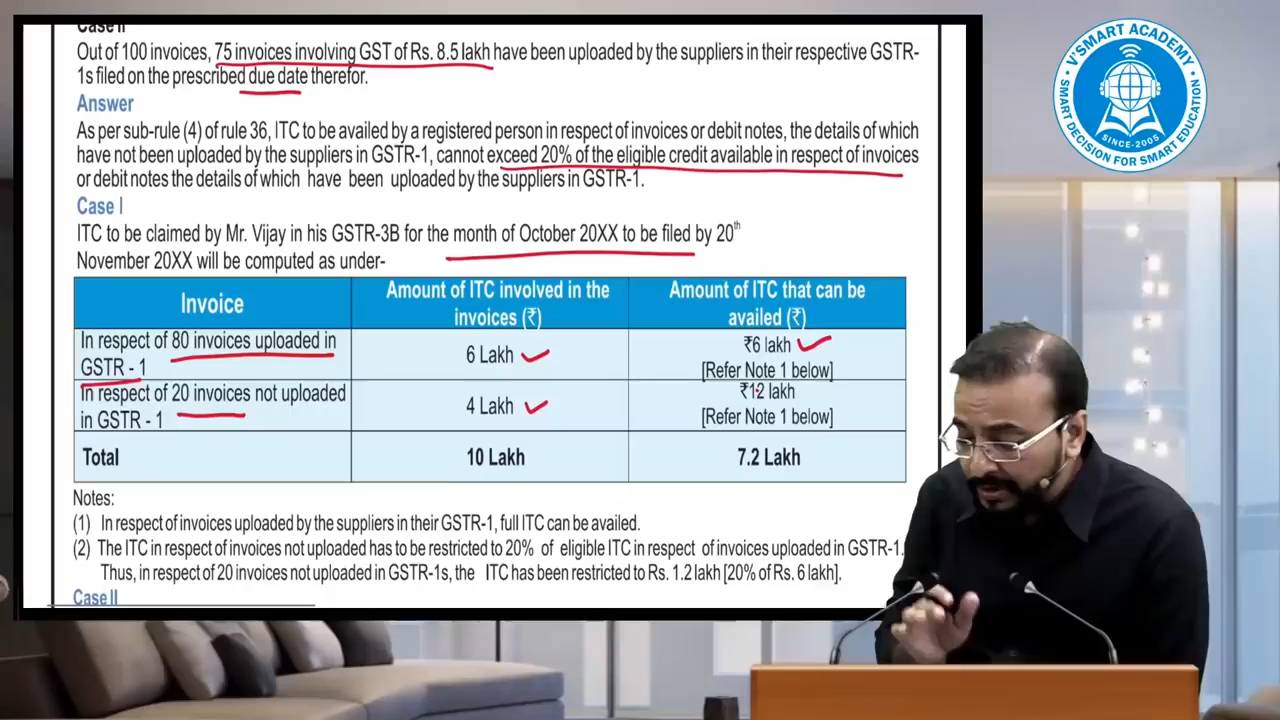 Case II
Out of 100 invoices, 75 invoices involving GST of Rs. 8.5 lakh have been uploaded by the suppliers in their respective GSTR-
1s filed on the prescribed due date therefor.
Answer
As per sub-rule (4) of rule 36, ITC to be availed by a registered person in respect of invoices or debit notes, the details of which
have not been uploaded by the suppliers in GSTR-1, cannot exceed 20% of the eligible credit available in respect of invoices
or debit notes the details of which have been uploaded by the suppliers in GSTR-1.
Case I
ITC to be claimed by Mr. Vijay in his GSTR-3B for the month of October 20XX to be filed by 20th
November 20XX will be computed as under-
Invoice
Amount of ITC involved in the
invoices (₹)
Amount of ITC that can be
availed (₹)
In respect of 80 invoices uploaded in
GSTR - 1
6 Lakh
₹6 lakh
[Refer Note 1 below]
In respect of 20 invoices not uploaded
in GSTR - 1
4 Lakh
₹12 lakh
[Refer Note 1 below]
Total
10 Lakh
7.2 Lakh
Notes:
(1) In respect of invoices uploaded by the suppliers in their GSTR-1, full ITC can be availed.
(2) The ITC in respect of invoices not uploaded has to be restricted to 20% of eligible ITC in respect of invoices uploaded in GSTR-1.
Thus, in respect of 20 invoices not uploaded in GSTR-1s, the ITC has been restricted to Rs. 1.2 lakh [20% of Rs. 6 lakh].
Case II
V'SMART ACADEMY
SINCE-2005
SMART DECISION FOR SMART EDUCATION